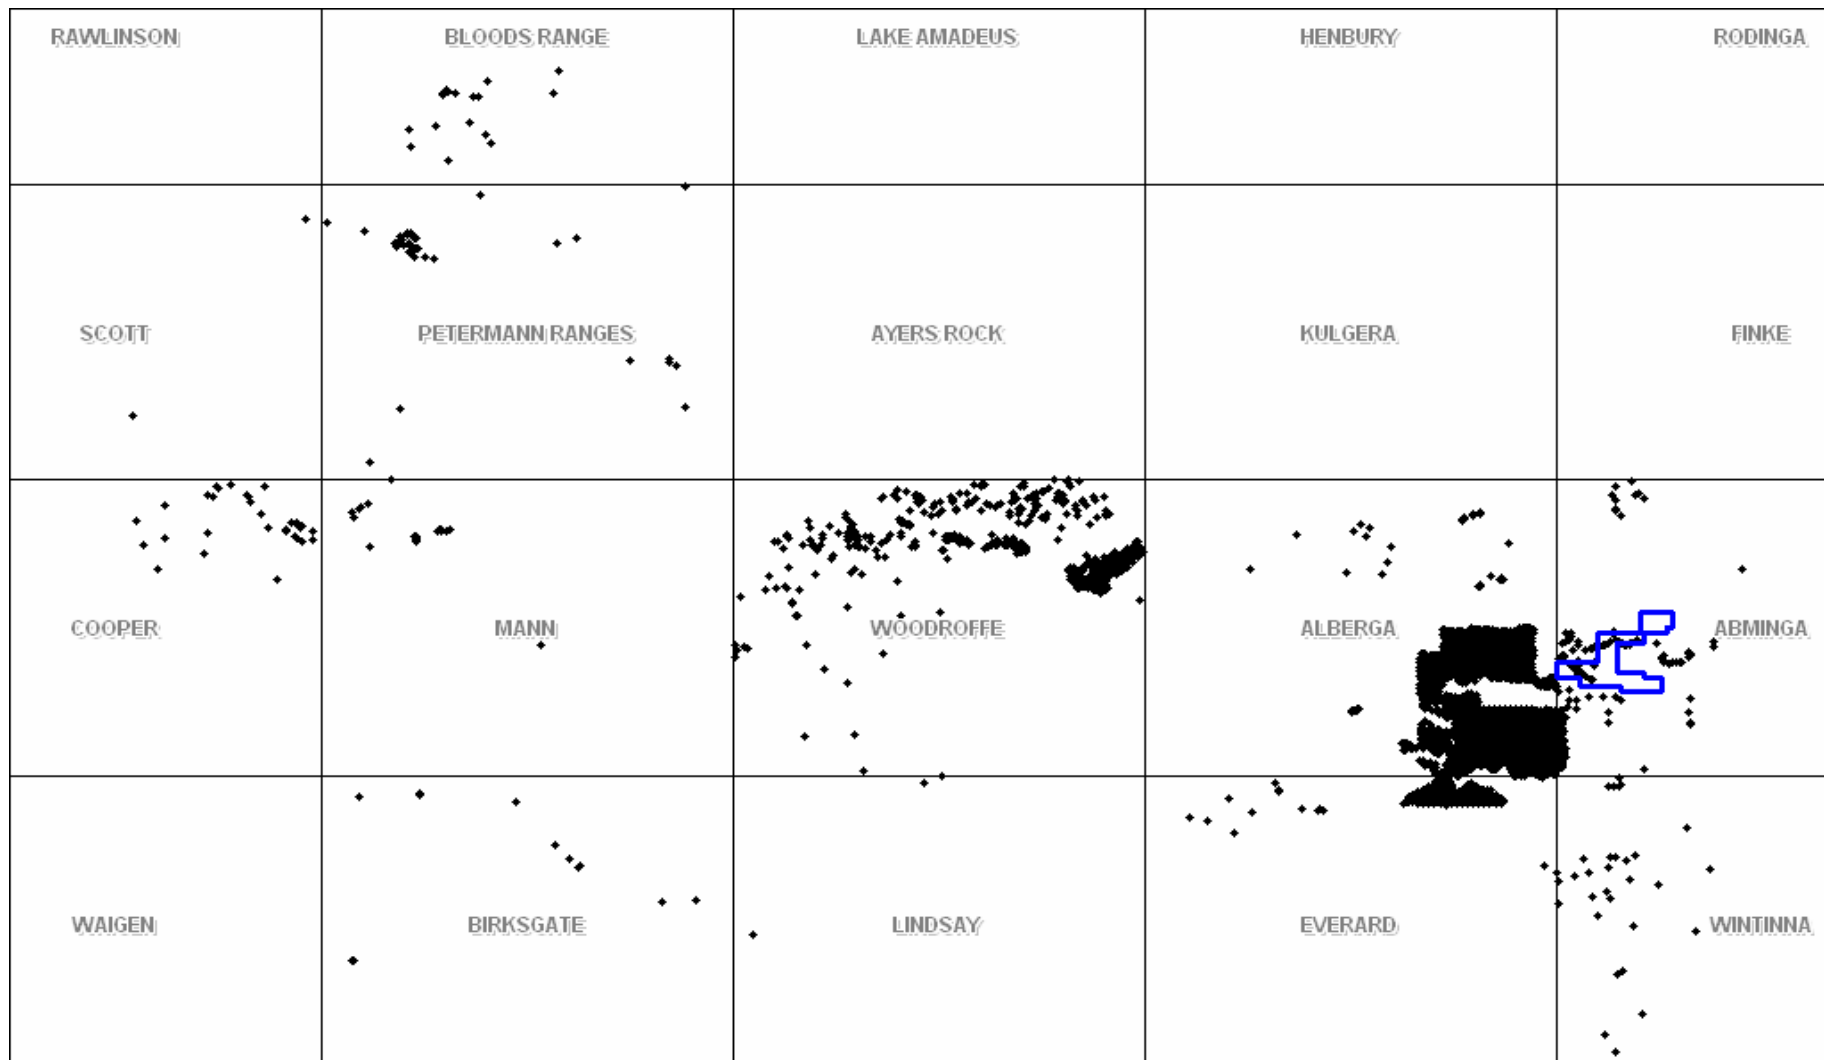 RAWLINSON
BLOODS RANGE
LAKE AMADEUS
HENBURY
RODINGA
SCOTT
PETERMANN RANGES
AYERS ROCK
KULGERA
FINKE
COOPER
MANN
WOODROFFE
ALBERGA
ABMINGA
WAIGEN
BIRKSGATE
LINDSAY
EVERARD
WINTINNA